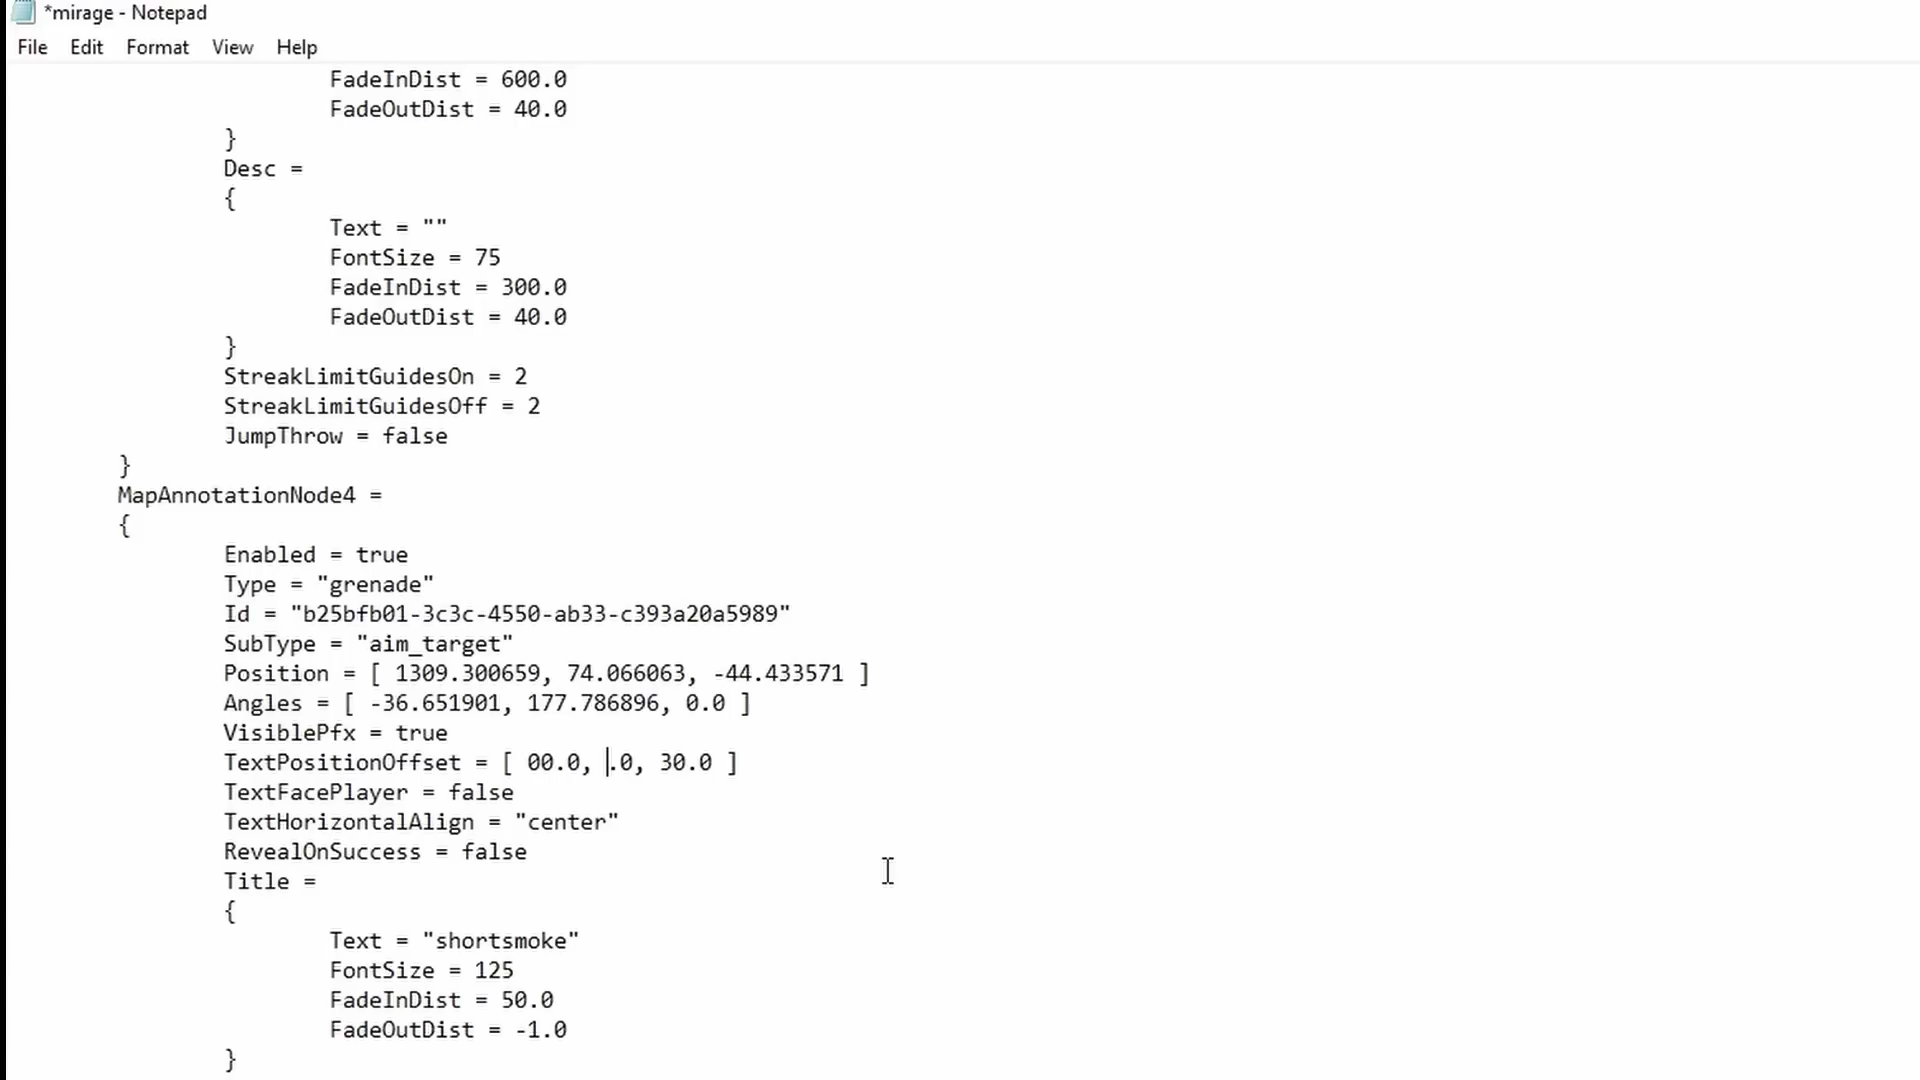 *mirage - Notepad
File Edit Format View Help
FadeInDist = 600.0
FadeOutDist = 40.0
}
Desc =
{
Text = ""
FontSize = 75
FadeInDist = 300.0
FadeOutDist = 40.0
}
StreakLimitGuidesOn = 2
StreakLimitGuidesOff = 2
JumpThrow = false
}
MapAnnotationNode4 =
{
Enabled = true
Type = "grenade"
Id = "b25bfb01-3c3c-4550-ab33-c393a20a5989"
SubType = "aim_target"
Position = [ 1309.300659, 74.066063, -44.433571 ]
Angles = [ -36.651901, 177.786896, 0.0 ]
VisiblePfx = true
TextPositionOffset = [ 00.0, .0, 30.0 ]
TextFacePlayer = false
TextHorizontalAlign = "center"
RevealOnSuccess = false
Title =
{
Text = "shortsmoke"
FontSize = 125
FadeInDist = 50.0
FadeOutDist = -1.0
}